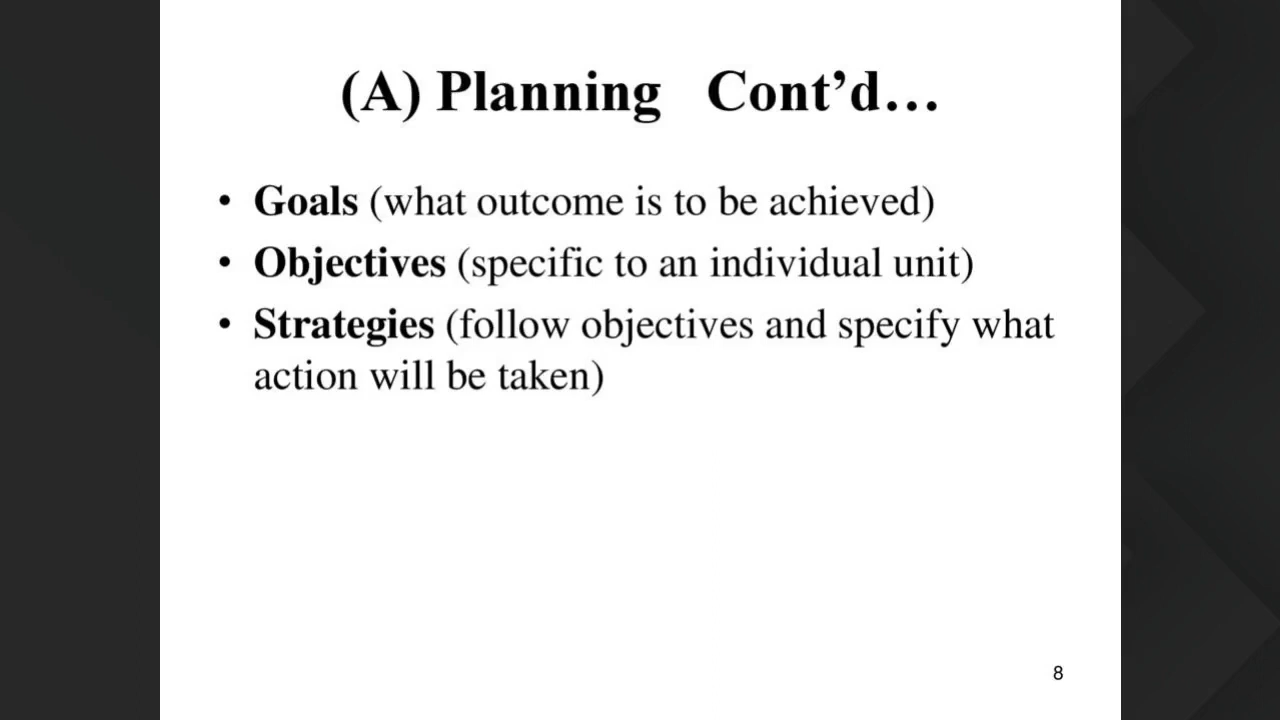 (A) Planning Cont’d…
• Goals (what outcome is to be achieved)
• Objectives (specific to an individual unit)
• Strategies (follow objectives and specify what
action will be taken)
8